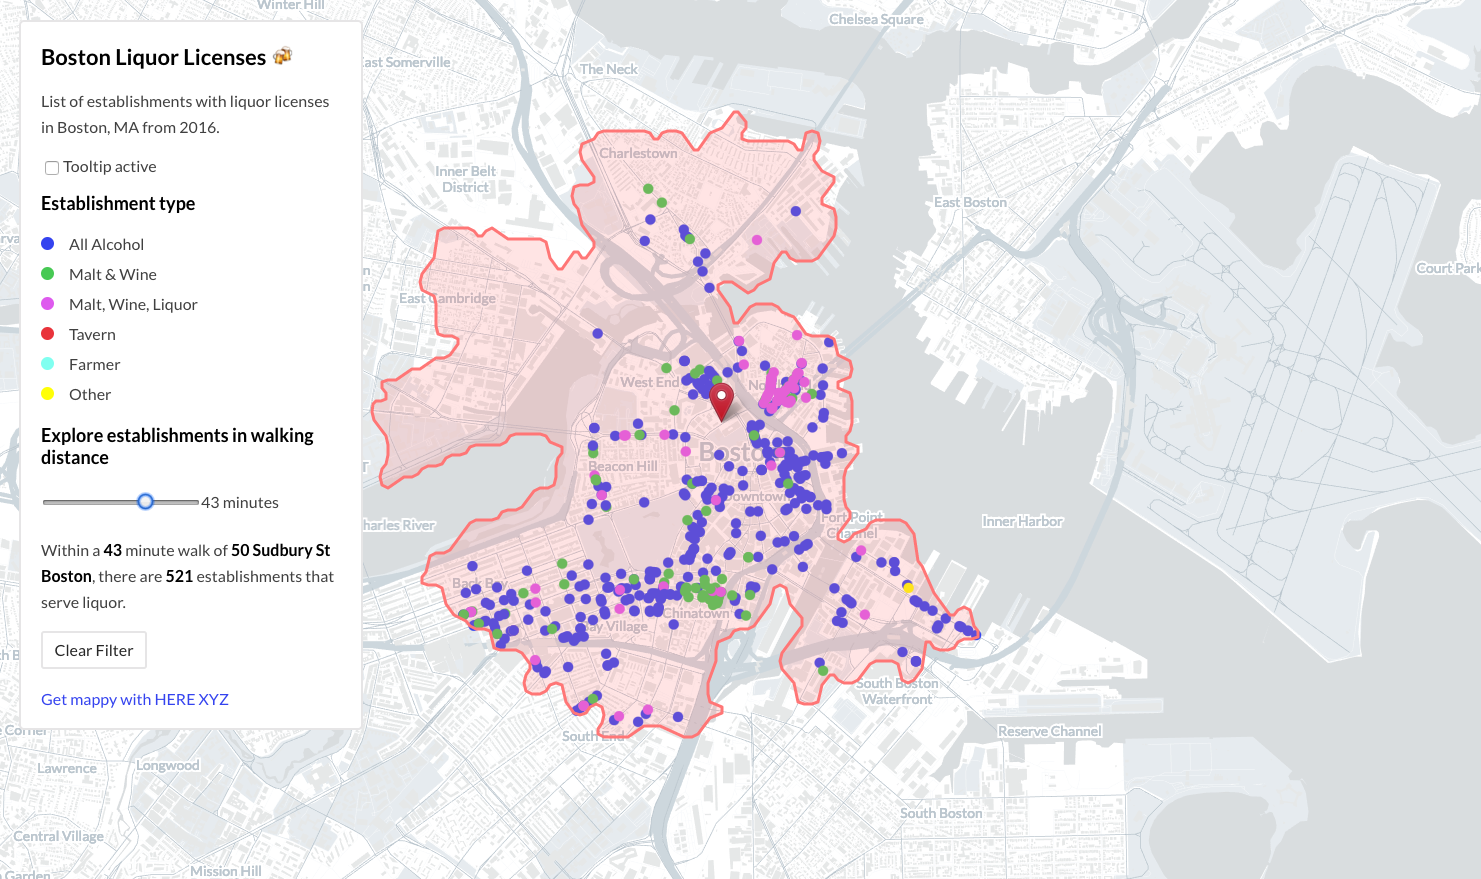 Boston Liquor Licenses 🍻
List of establishments with liquor licenses
in Boston, MA from 2016.
Tooltip active
Establishment type
All Alcohol
Malt & Wine
Malt, Wine, Liquor
Tavern
Farmer
Other
Explore establishments in walking
distance
43 minutes
Within a 43 minute walk of 50 Sudbury St
Boston, there are 521 establishments that
serve liquor.
Clear Filter
Get mappy with HERE XYZ
Winter Hill
Chelsea Square
ast Somerville
The Neck
Charlestown
Inner Belt
District
East Boston
Court Park
East Cambridge
West End
No
Boston
Beacon Hill
Downtown
Fort Point
Channel
Inner Harbor
harles River
Back Bay
Chinatown
Bay Village
South Boston
Waterfront
South End
Reserve Channel
Lawrence
Longwood
South Boston
Central Village
Mission Hill
Garden